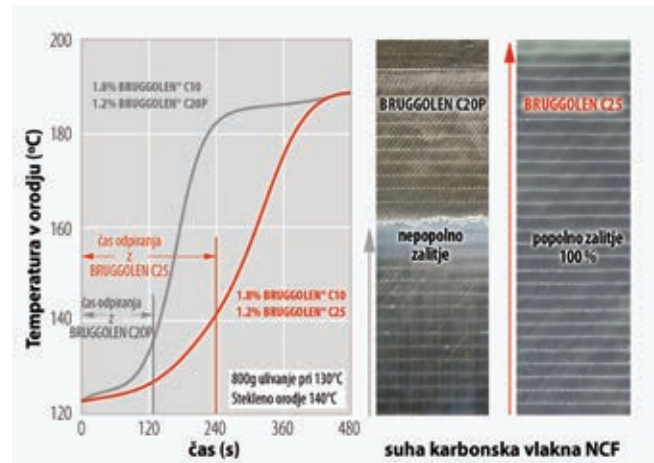 200
180
160
140
120
Temperatura v orodju (ºC)
1.8% BRUGGOLEN® C10
1.2% BRUGGOLEN® C20P
čas odpiranja
z
BRUGGOLEN C25
čas odpiranja
z
BRUGGOLEN C20P
1.8% BRUGGOLEN® C10
1.2% BRUGGOLEN® C25
800g ulivanje pri 130°C
Stekleno orodje 140°C
0 120 240 360 480
čas (s)
BRUGGOLEN C20P
nepopolno
zalitje
BRUGGOLEN C25
popolno zalitje
100 %
suha karbonska vlakna NCF